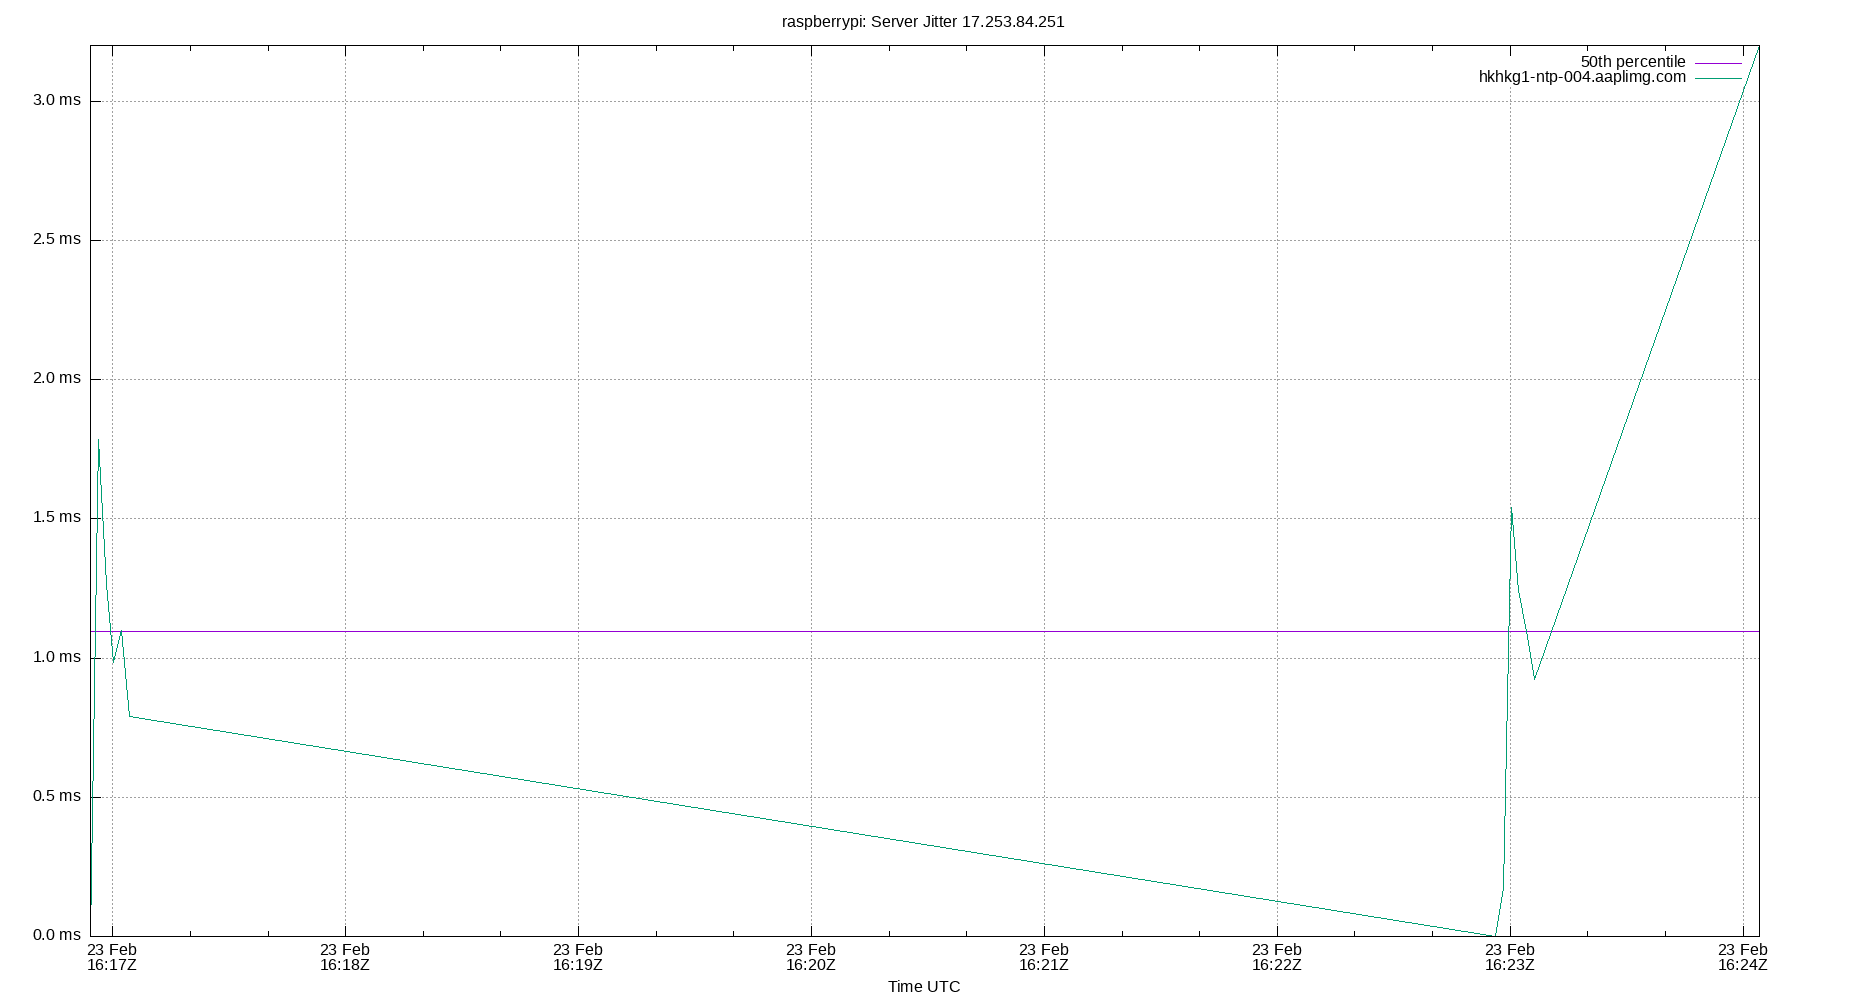 raspberrypi: Server Jitter 17.253.84.251
50th percentile
hkhkg1-ntp-004.aaplimg.com
3.0 ms
2.5 ms
2.0 ms
1.5 ms
1.0 ms
0.5 ms
0.0 ms
23 Feb 23 Feb 23 Feb 23 Feb 23 Feb 23 Feb 23 Feb 23 Feb
16:17Z 16:18Z 16:19Z 16:20Z 16:21Z 16:22Z 16:23Z 16:24Z
Time UTC